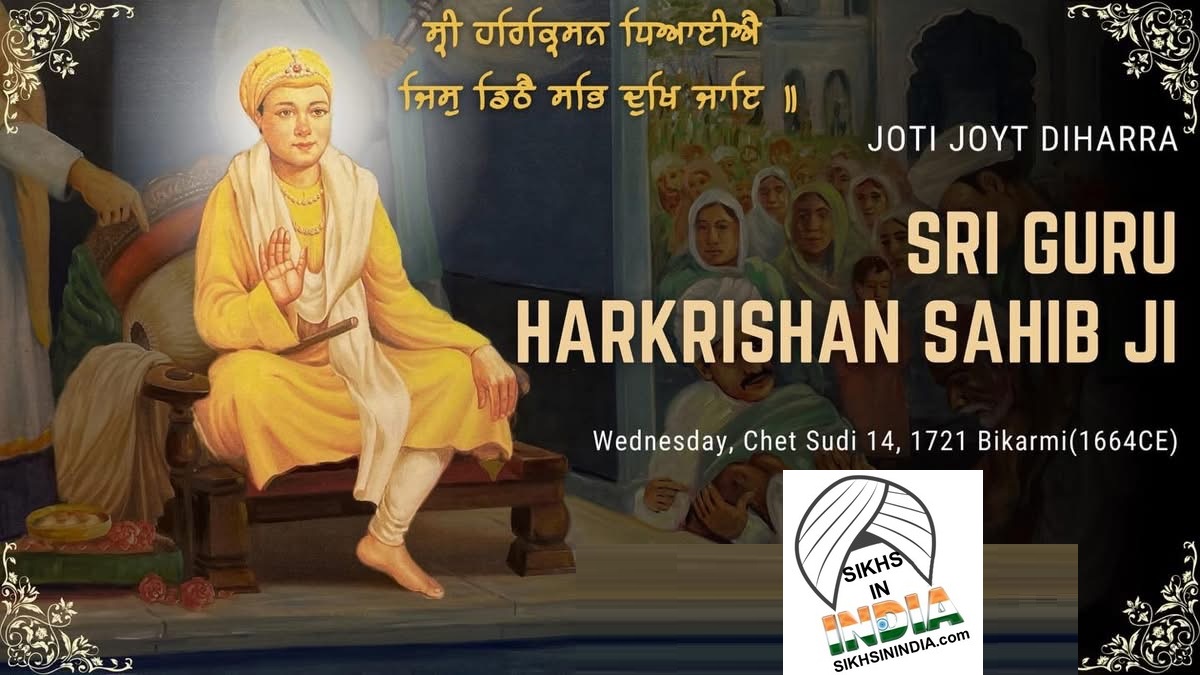 ਸ੍ਰੀ ਹਰਿਕ੍ਰਿਸਨ ਧਿਆਈਐ
ਜਿਸੁ ਡਿਠੈ ਸਭਿ ਦੁਖਿ ਜਾਇ ॥
JOTI JOYT DIHARRA
SRI GURU
HARKRISHAN SAHIB JI
Wednesday, Chet Sudi 14, 1721 Bikarmi(1664CE)
SIKHS
IN
INDIA
SIKHSININDIA.com